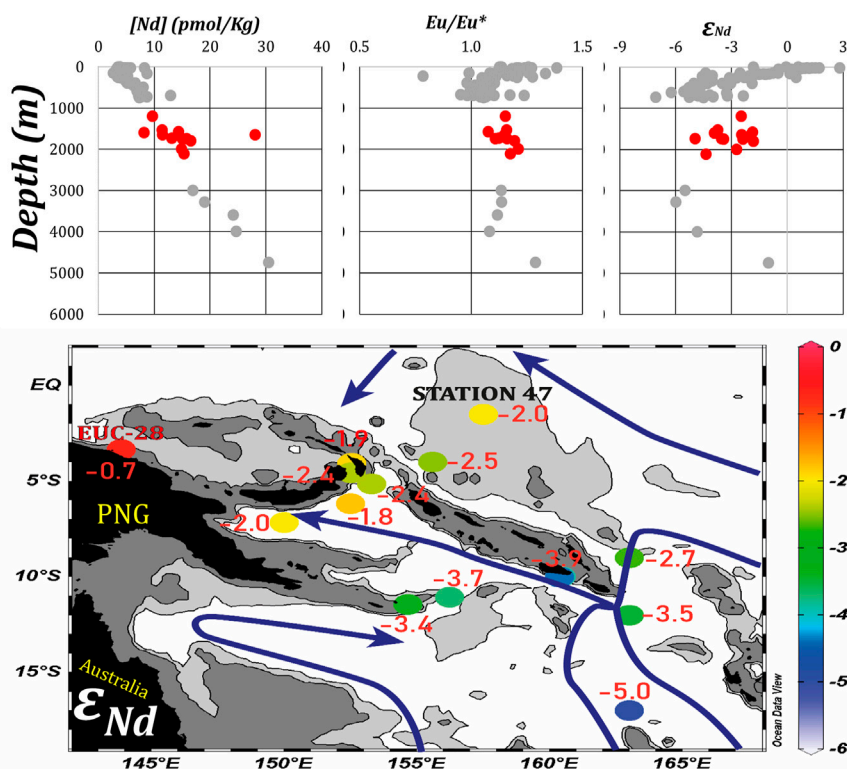 [Nd] (pmol/Kg)
Eu/Eu*
εNd
0 10 20 30 40
0.5 1 1.5
-9 -6 -3 0 3
Depth (m)
0
1000
2000
3000
4000
5000
6000
EQ
5°S
10°S
15°S
STATION 47
-2.0
EUC-28
-0.7
-1.9
-2.4
-2.5
-2.4
PNG
-2.0
-1.8
-3.9
-2.7
-3.7
-3.4
-3.5
-5.0
Australia
εNd
145°E 150°E 155°E 160°E 165°E
Ocean Data View
0
-1
-2
-3
-4
-5
-6